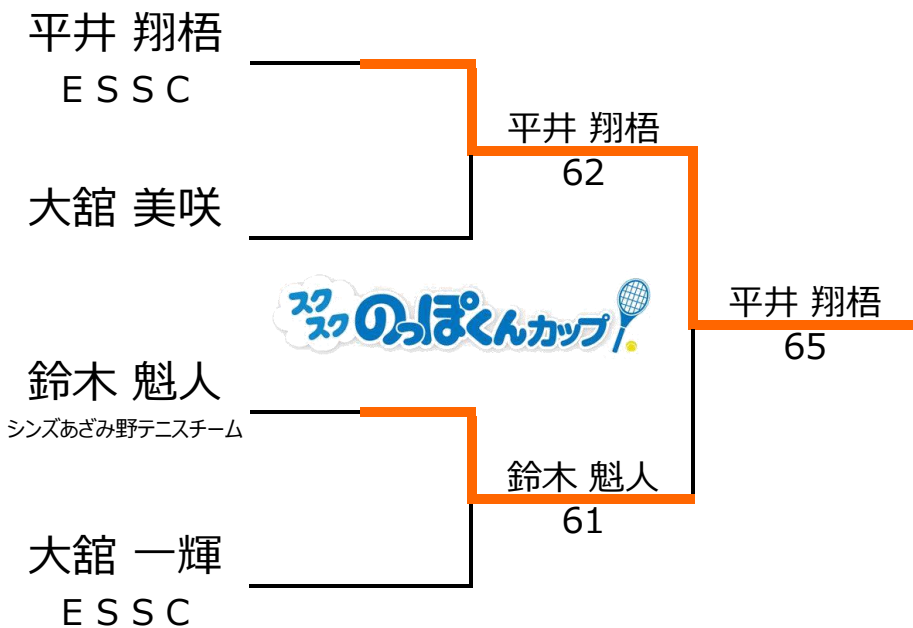 平井 翔梧
ＥＳＳＣ
平井 翔梧
62
大舘 美咲
スクスクのっぽくんカップ
平井 翔梧
65
鈴木 魁人
シンズあざみ野テニスチーム
鈴木 魁人
61
大舘 一輝
ＥＳＳＣ